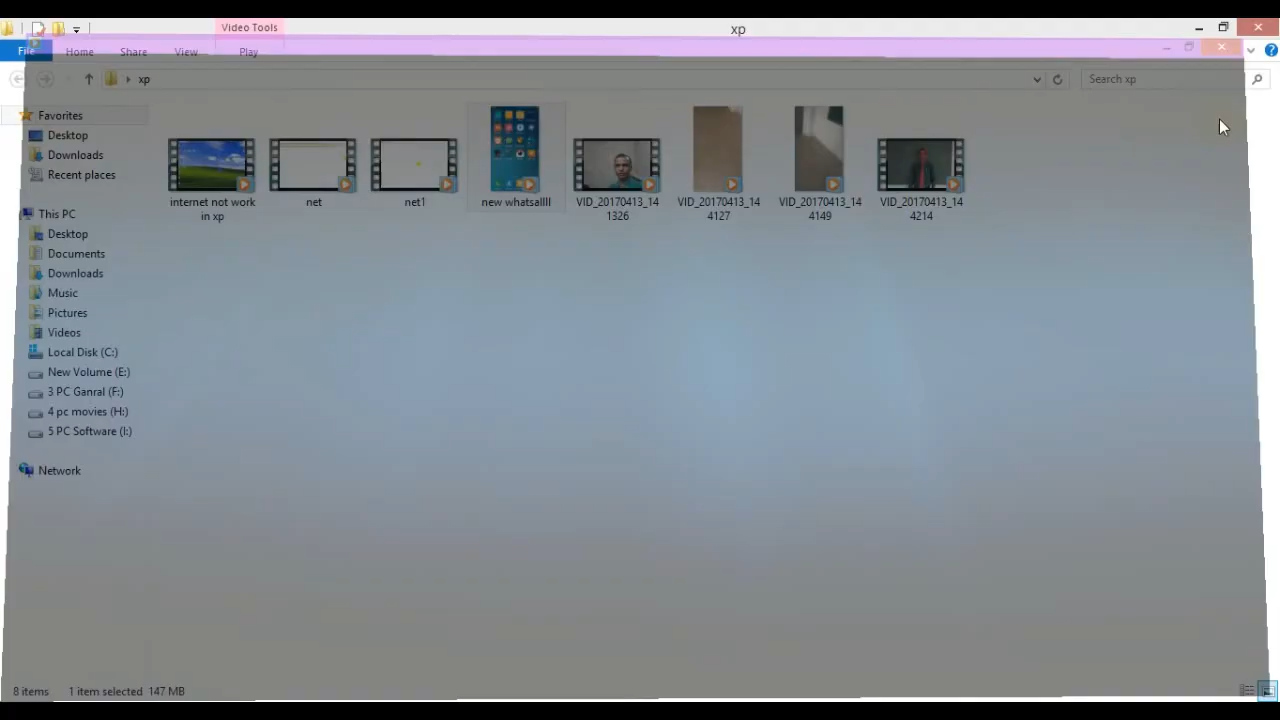 Video Tools
xp
File
Home
Share
View
Play
xp
Search xp
Favorites
Desktop
Downloads
Recent places
This PC
Desktop
Documents
Downloads
Music
Pictures
Videos
Local Disk (C:)
New Volume (E:)
3 PC Ganral (F:)
4 pc movies (H:)
5 PC Software (I:)
Network
internet not work
in xp
net
net1
new whatsallll
VID_20170413_14
1326
VID_20170413_14
4127
VID_20170413_14
4149
VID_20170413_14
4214
8 items
1 item selected 147 MB